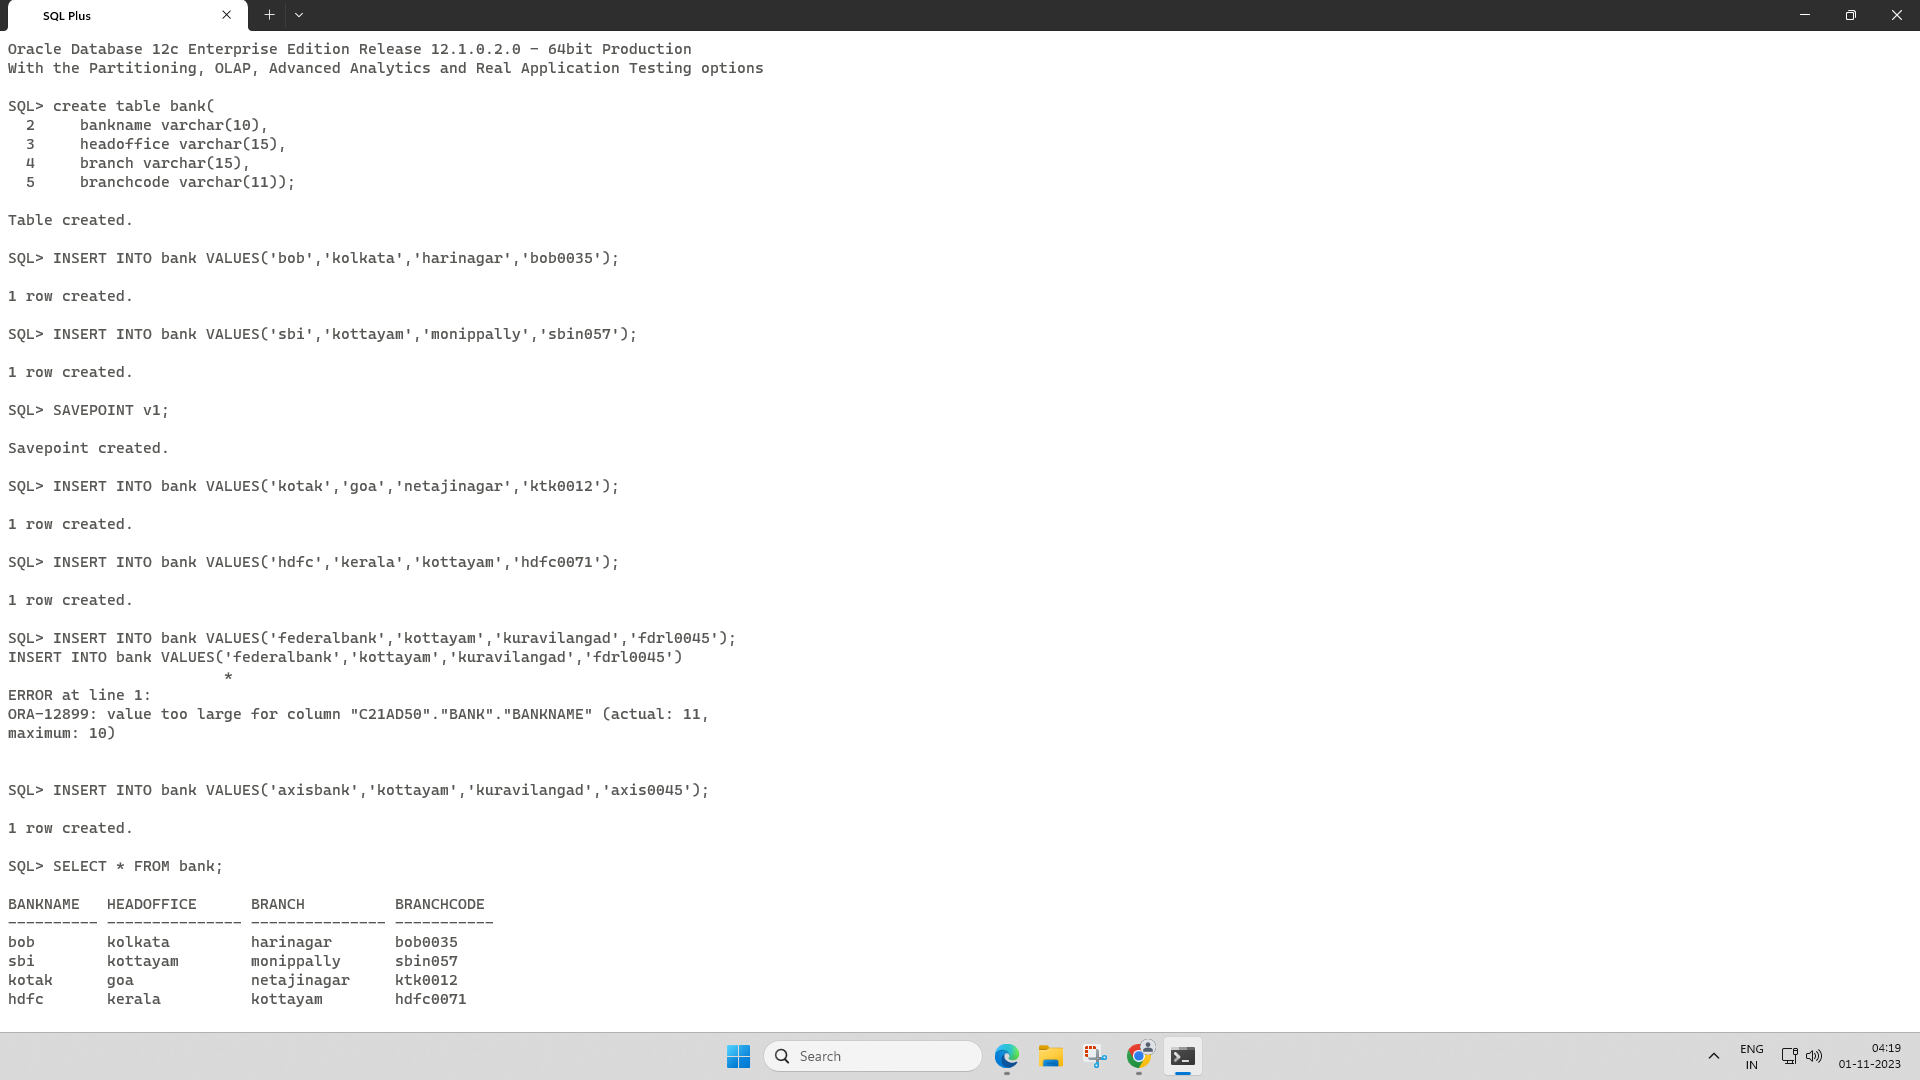 SQL Plus
Oracle Database 12c Enterprise Edition Release 12.1.0.2.0 - 64bit Production
With the Partitioning, OLAP, Advanced Analytics and Real Application Testing options
SQL> create table bank(
  2     bankname varchar(10),
  3     headoffice varchar(15),
  4     branch varchar(15),
  5     branchcode varchar(11));
Table created.
SQL> INSERT INTO bank VALUES('bob','kolkata','harinagar','bob0035');
1 row created.
SQL> INSERT INTO bank VALUES('sbi','kottayam','monippally','sbin057');
1 row created.
SQL> SAVEPOINT v1;
Savepoint created.
SQL> INSERT INTO bank VALUES('kotak','goa','netajinagar','ktk0012');
1 row created.
SQL> INSERT INTO bank VALUES('hdfc','kerala','kottayam','hdfc0071');
1 row created.
SQL> INSERT INTO bank VALUES('federalbank','kottayam','kuravilangad','fdrl0045');
INSERT INTO bank VALUES('federalbank','kottayam','kuravilangad','fdrl0045')
                        *
ERROR at line 1:
ORA-12899: value too large for column "C21AD50"."BANK"."BANKNAME" (actual: 11,
maximum: 10)
SQL> INSERT INTO bank VALUES('axisbank','kottayam','kuravilangad','axis0045');
1 row created.
SQL> SELECT * FROM bank;
BANKNAME   HEADOFFICE      BRANCH          BRANCHCODE
---------- --------------- --------------- -----------
bob        kolkata         harinagar       bob0035
sbi        kottayam        monippally      sbin057
kotak      goa             netajinagar     ktk0012
hdfc       kerala          kottayam        hdfc0071
Search
ENG
IN
04:19
01-11-2023